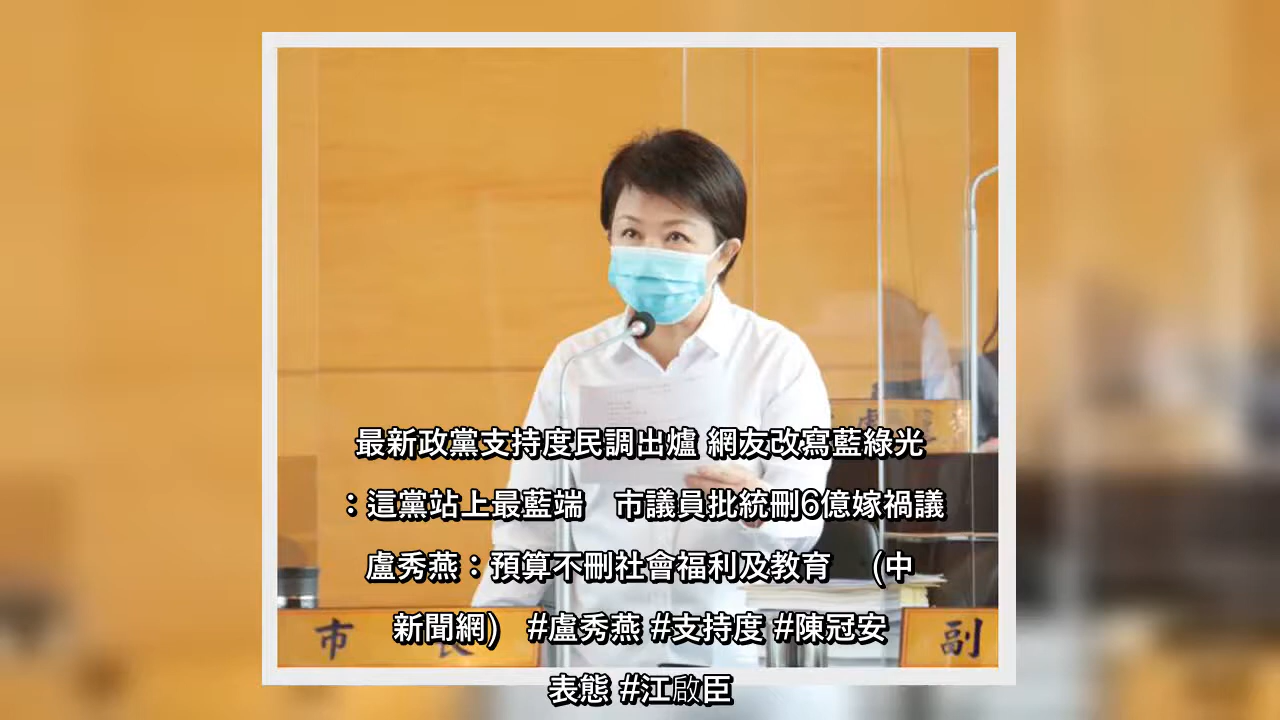 最新政黨支持度民調出爐 網友改寫藍綠光
：這黨站上最藍端　市議員批統刪6億嫁禍議
盧秀燕：預算不刪社會福利及教育　 (中
新聞網)　#盧秀燕 #支持度 #陳冠安
表態 #江啟臣
市 長
副